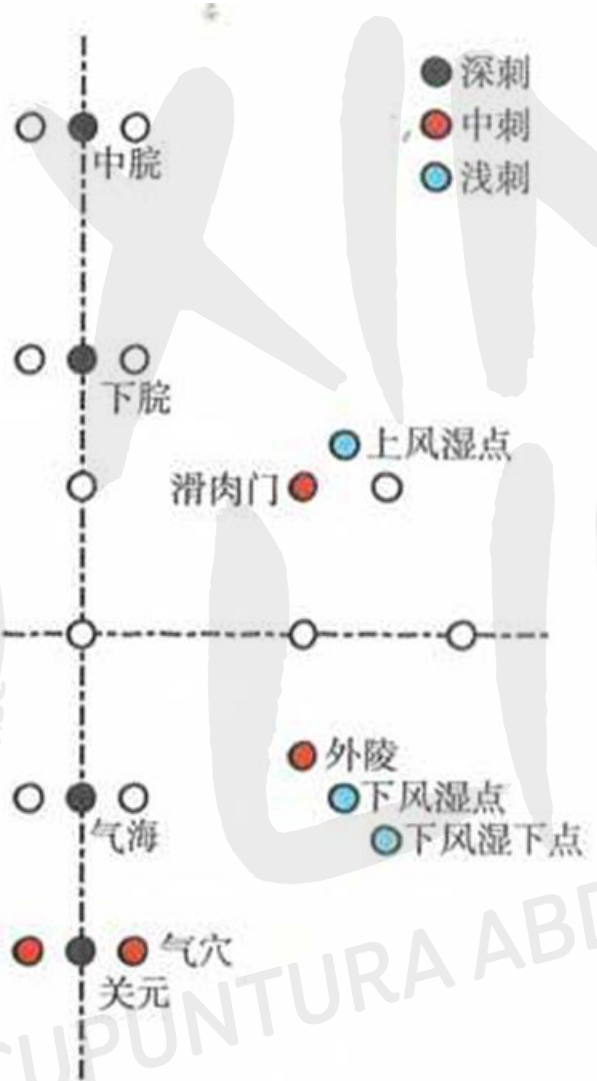 深刺
中刺
浅刺
中脘
下脘
上风湿点
滑肉门
外陵
下风湿点
气海
下风湿下点
气穴
关元
CUPUNTURA ABD